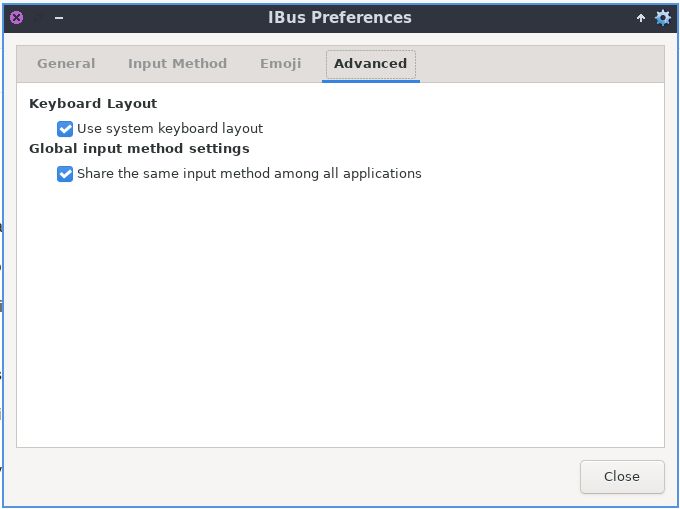 IBus Preferences
General Input Method Emoji Advanced
Keyboard Layout
Use system keyboard layout
Global input method settings
Share the same input method among all applications
Close